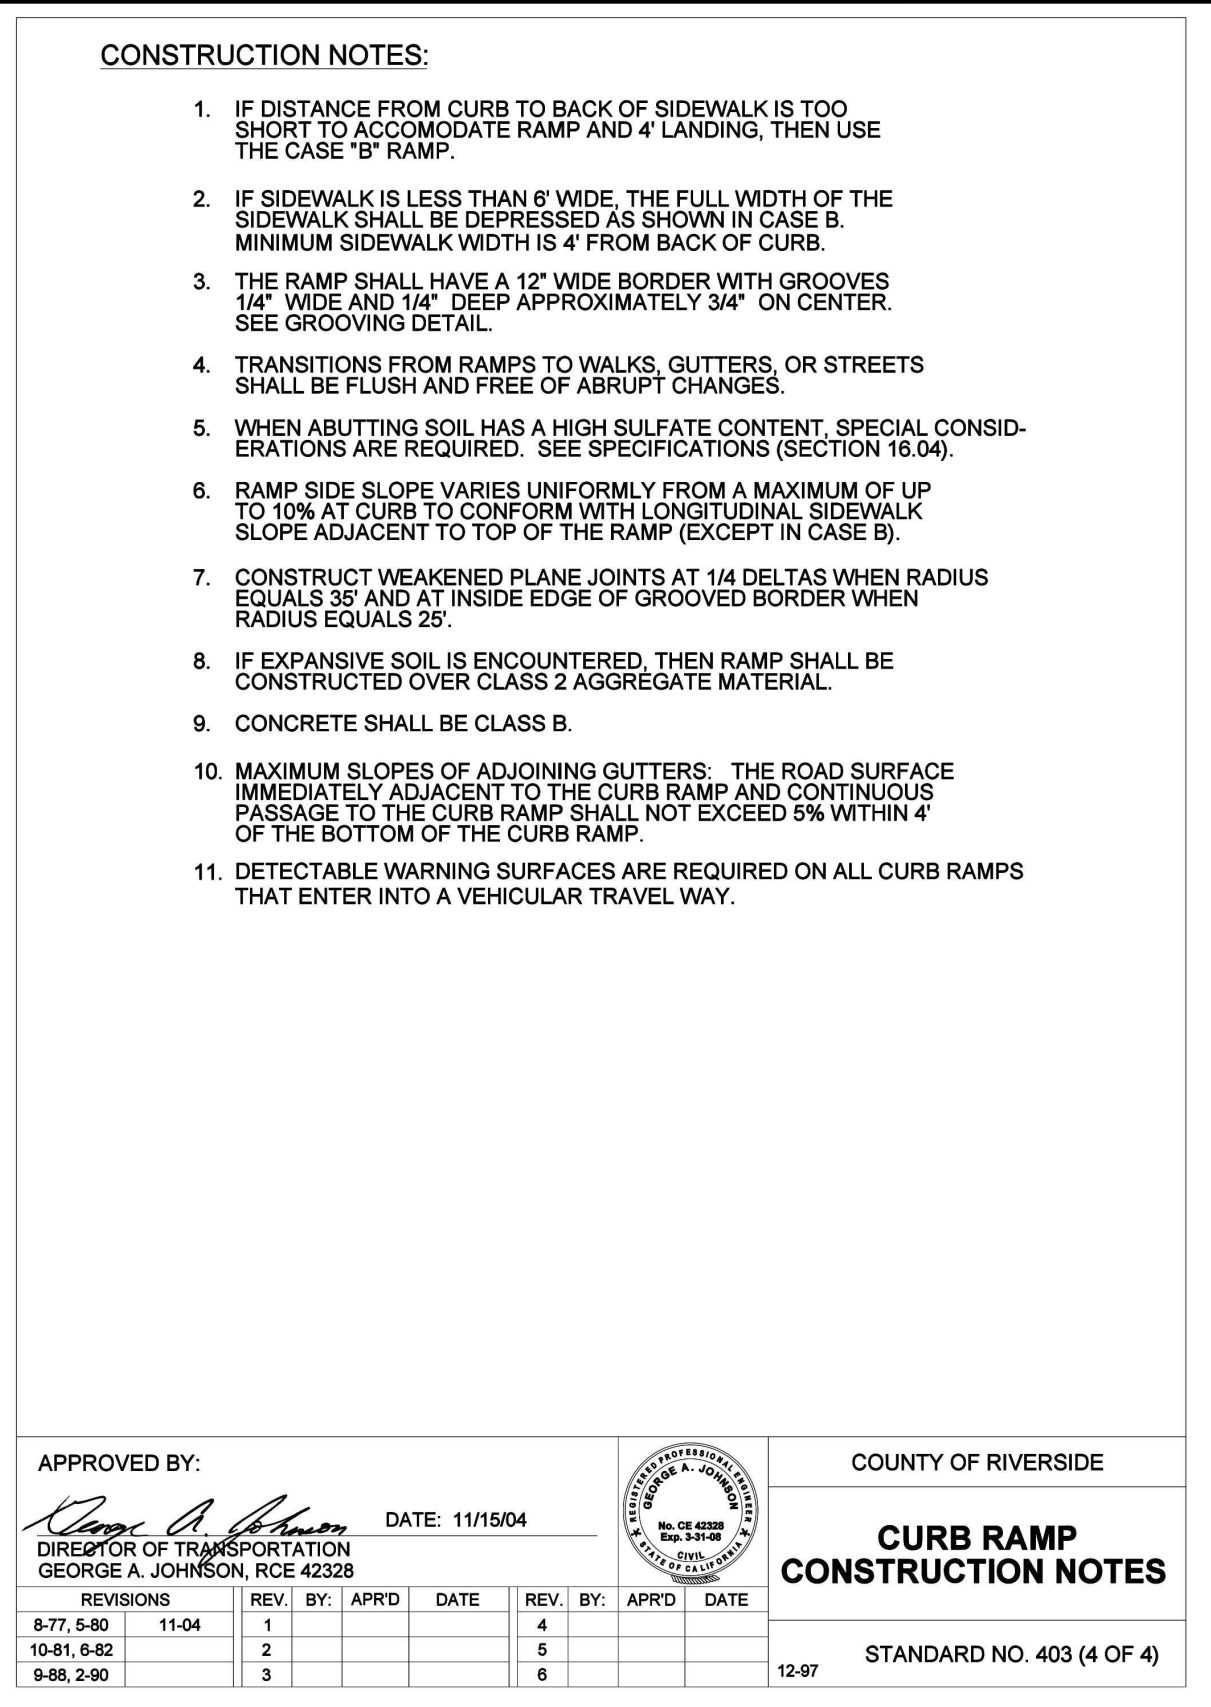 CONSTRUCTION NOTES:
1. IF DISTANCE FROM CURB TO BACK OF SIDEWALK IS TOO
SHORT TO ACCOMODATE RAMP AND 4' LANDING, THEN USE
THE CASE "B" RAMP.
2. IF SIDEWALK IS LESS THAN 6' WIDE, THE FULL WIDTH OF THE
SIDEWALK SHALL BE DEPRESSED AS SHOWN IN CASE B.
MINIMUM SIDEWALK WIDTH IS 4' FROM BACK OF CURB.
3. THE RAMP SHALL HAVE A 12" WIDE BORDER WITH GROOVES
1/4" WIDE AND 1/4" DEEP APPROXIMATELY 3/4" ON CENTER.
SEE GROOVING DETAIL.
4. TRANSITIONS FROM RAMPS TO WALKS, GUTTERS, OR STREETS
SHALL BE FLUSH AND FREE OF ABRUPT CHANGES.
5. WHEN ABUTTING SOIL HAS A HIGH SULFATE CONTENT, SPECIAL CONSID-
ERATIONS ARE REQUIRED. SEE SPECIFICATIONS (SECTION 16.04).
6. RAMP SIDE SLOPE VARIES UNIFORMLY FROM A MAXIMUM OF UP
TO 10% AT CURB TO CONFORM WITH LONGITUDINAL SIDEWALK
SLOPE ADJACENT TO TOP OF THE RAMP (EXCEPT IN CASE B).
7. CONSTRUCT WEAKENED PLANE JOINTS AT 1/4 DELTAS WHEN RADIUS
EQUALS 35' AND AT INSIDE EDGE OF GROOVED BORDER WHEN
RADIUS EQUALS 25'.
8. IF EXPANSIVE SOIL IS ENCOUNTERED, THEN RAMP SHALL BE
CONSTRUCTED OVER CLASS 2 AGGREGATE MATERIAL.
9. CONCRETE SHALL BE CLASS B.
10. MAXIMUM SLOPES OF ADJOINING GUTTERS: THE ROAD SURFACE
IMMEDIATELY ADJACENT TO THE CURB RAMP AND CONTINUOUS
PASSAGE TO THE CURB RAMP SHALL NOT EXCEED 5% WITHIN 4'
OF THE BOTTOM OF THE CURB RAMP.
11. DETECTABLE WARNING SURFACES ARE REQUIRED ON ALL CURB RAMPS
THAT ENTER INTO A VEHICULAR TRAVEL WAY.
APPROVED BY:
George A. Johnson DATE: 11/15/04
DIRECTOR OF TRANSPORTATION
GEORGE A. JOHNSON, RCE 42328
REGISTERED PROFESSIONAL ENGINEER
GEORGE A. JOHNSON
No. CE 42328
Exp. 3-31-08
CIVIL
STATE OF CALIFORNIA
COUNTY OF RIVERSIDE
CURB RAMP
CONSTRUCTION NOTES
REVISIONS REV. BY: APR'D DATE REV. BY: APR'D DATE
8-77, 5-80 11-04 1 4
10-81, 6-82 2 5
9-88, 2-90 3 6
12-97 STANDARD NO. 403 (4 OF 4)